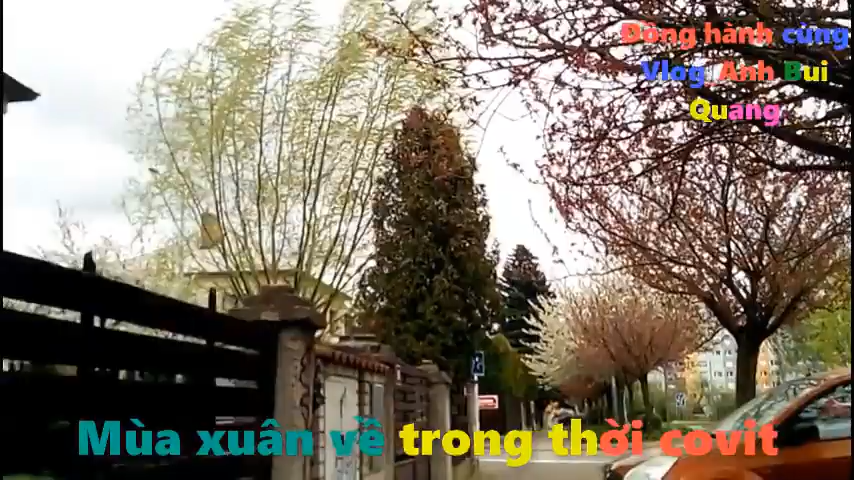 Đồng hành cùng
Vlog Anh Bui
Quang
Mùa xuân về trong thời covit